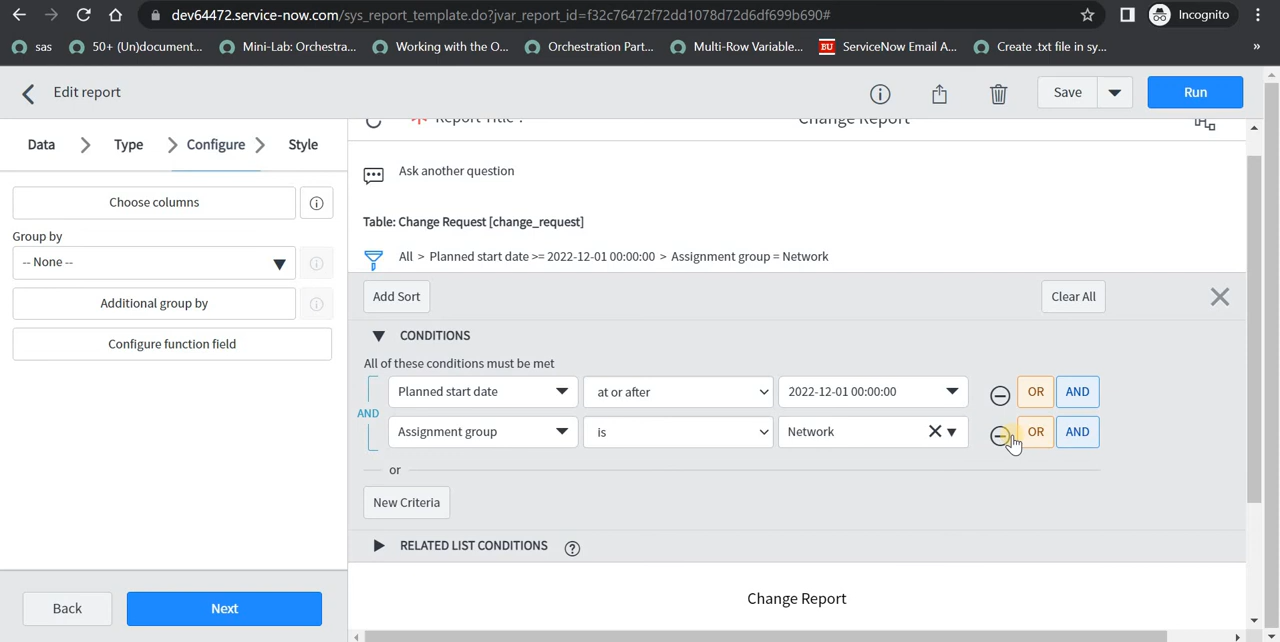 dev64472.service-now.com/sys_report_template.do?jvar_report_id=f32c76472f72dd1078d72d6df699b690#
Incognito
sas
50+ (Un)document...
Mini-Lab: Orchestra...
Working with the O...
Orchestration Part...
Multi-Row Variable...
BU ServiceNow Email A...
Create .txt file in sy...
»
Edit report
Save
Run
Data
Type
Configure
Style
Report Title :
Change Report
Choose columns
Group by
-- None --
Additional group by
Configure function field
Ask another question
Table: Change Request [change_request]
All > Planned start date >= 2022-12-01 00:00:00 > Assignment group = Network
Add Sort
Clear All
CONDITIONS
All of these conditions must be met
Planned start date
at or after
2022-12-01 00:00:00
OR
AND
AND
Assignment group
is
Network
OR
AND
or
New Criteria
RELATED LIST CONDITIONS
Change Report
Back
Next